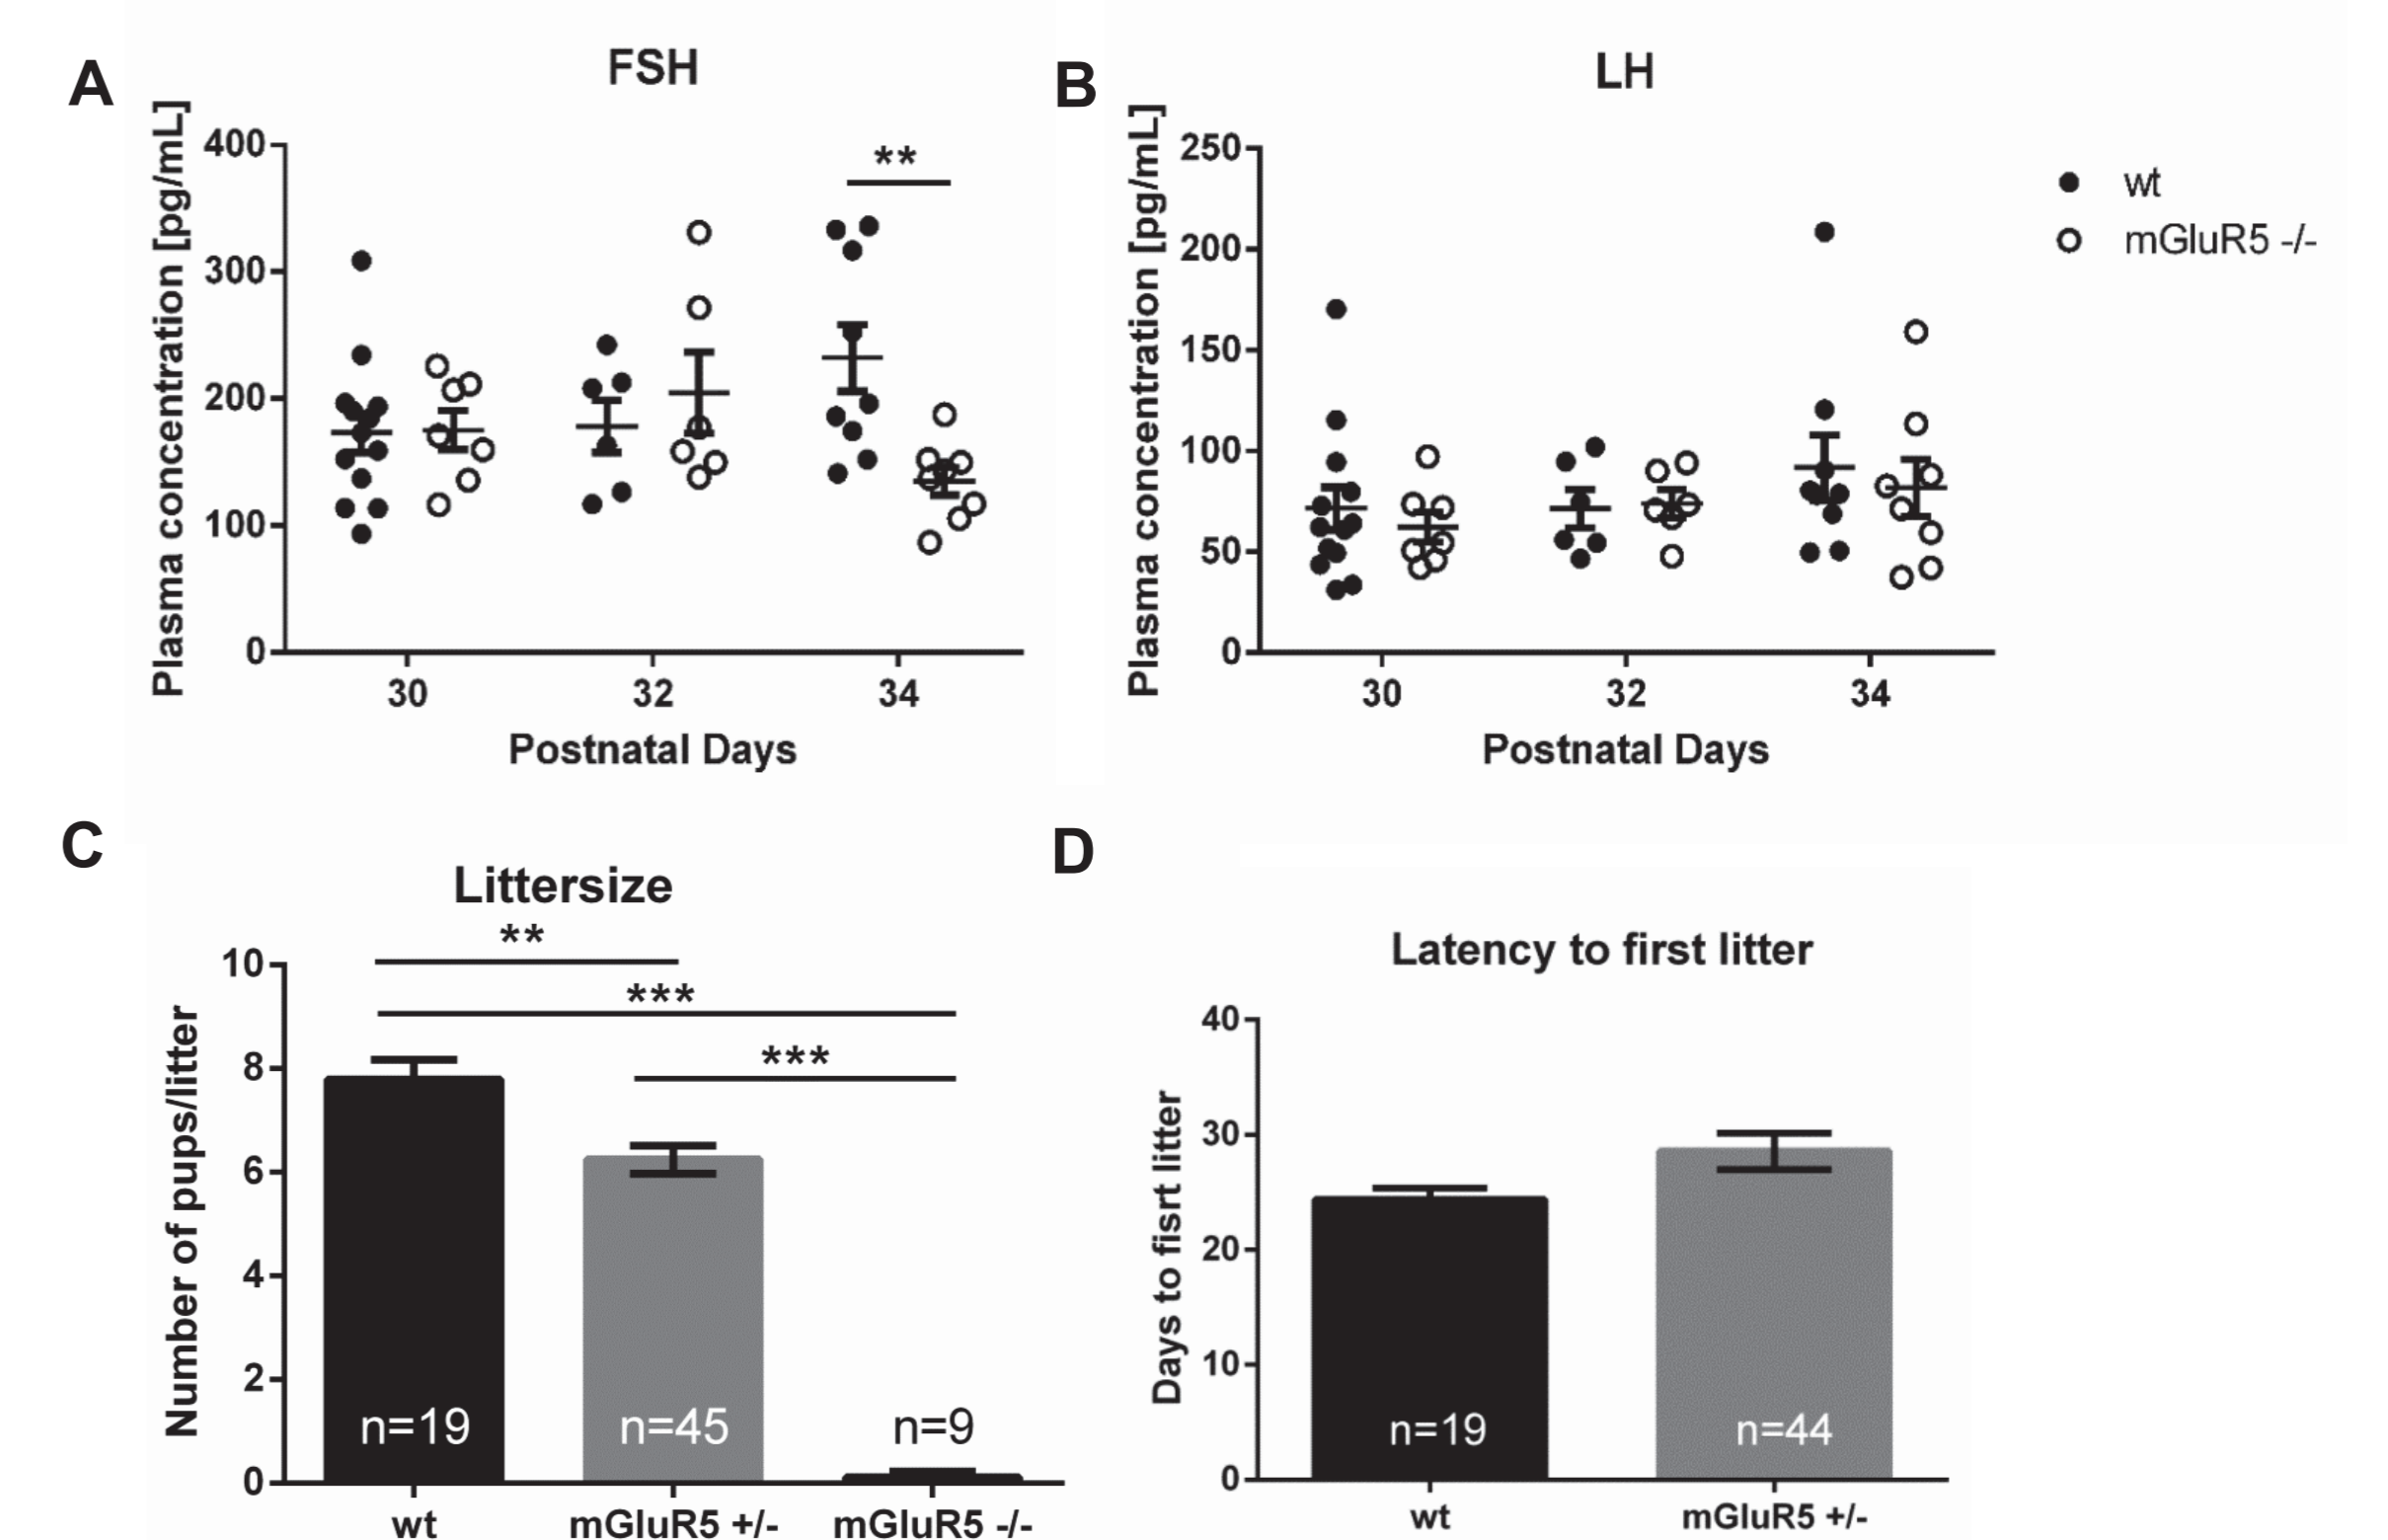 A
FSH
Plasma concentration [pg/mL]
400
300
200
100
0
**
30 32 34
Postnatal Days
B
LH
Plasma concentration [pg/mL]
250
200
150
100
50
0
30 32 34
Postnatal Days
wt
mGluR5 -/-
C
Littersize
**
***
***
Number of pups/litter
10
8
6
4
2
0
n=19 n=45 n=9
wt mGluR5 +/- mGluR5 -/-
D
Latency to first litter
Days to fisrt litter
40
30
20
10
0
n=19 n=44
wt mGluR5 +/-